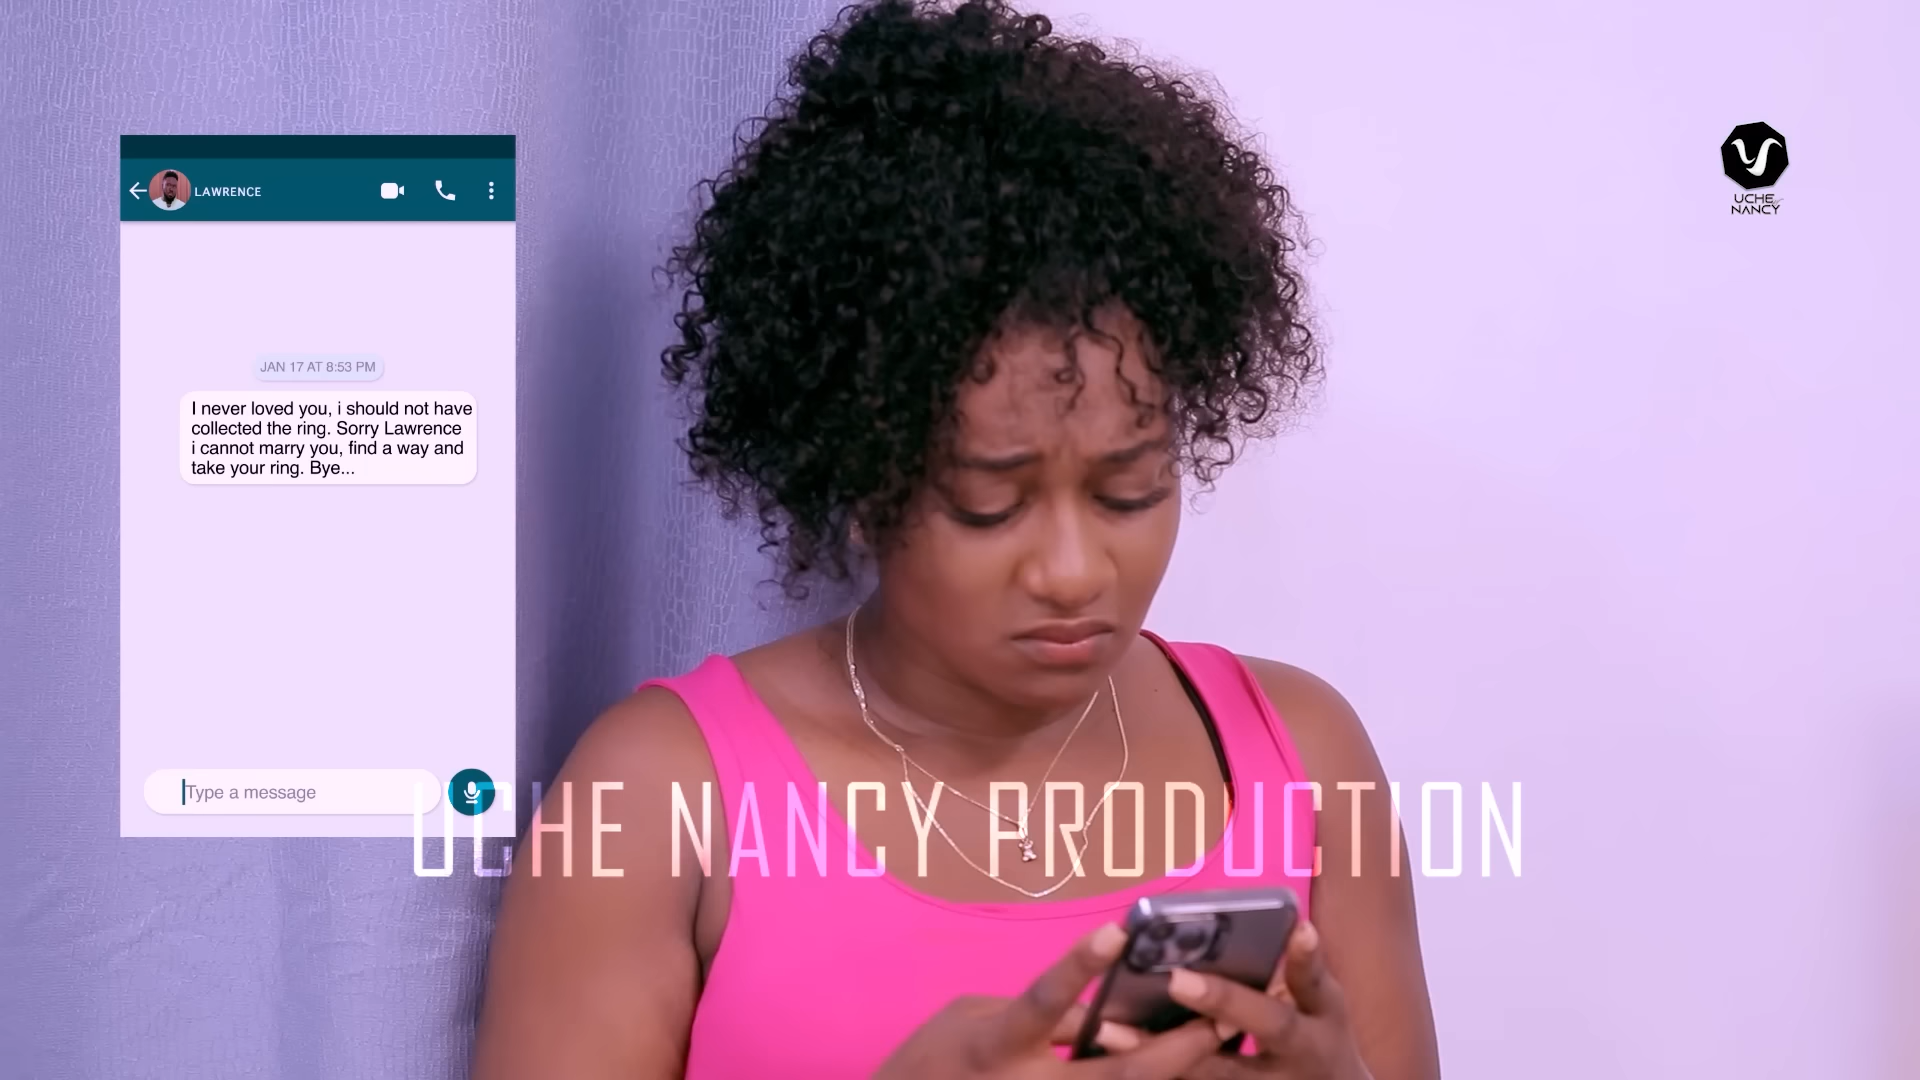 LAWRENCE
JAN 17 AT 8:53 PM
I never loved you, i should not have
collected the ring. Sorry Lawrence
i cannot marry you, find a way and
take your ring. Bye...
Type a message
UCHE
NANCY
UCHE NANCY PRODUCTION